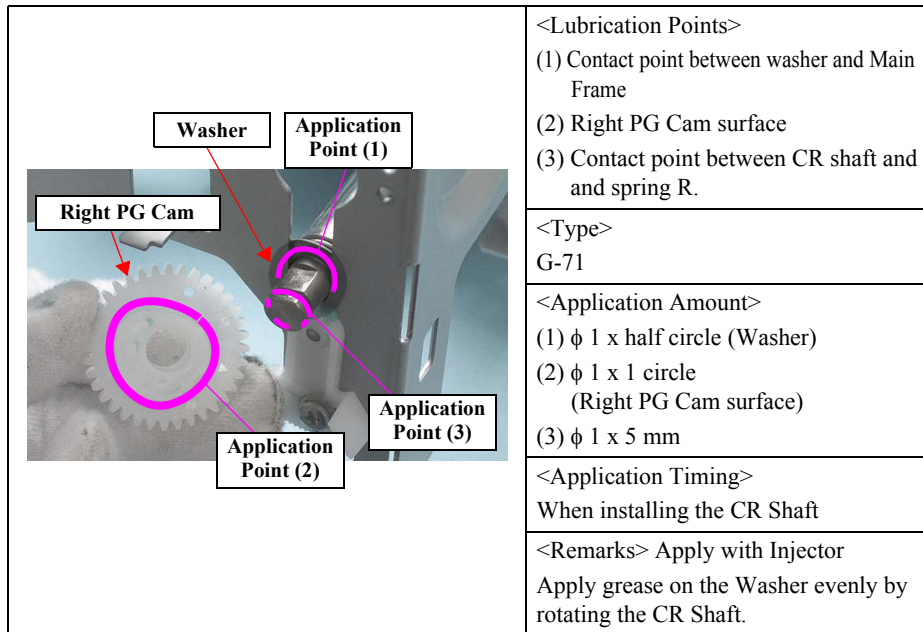 Washer
Application
Point (1)
Right PG Cam
Application
Point (3)
Application
Point (2)
<Lubrication Points>
(1) Contact point between washer and Main
Frame
(2) Right PG Cam surface
(3) Contact point between CR shaft and
and spring R.
<Type>
G-71
<Application Amount>
(1) ϕ 1 x half circle (Washer)
(2) ϕ 1 x 1 circle
(Right PG Cam surface)
(3) ϕ 1 x 5 mm
<Application Timing>
When installing the CR Shaft
<Remarks> Apply with Injector
Apply grease on the Washer evenly by
rotating the CR Shaft.